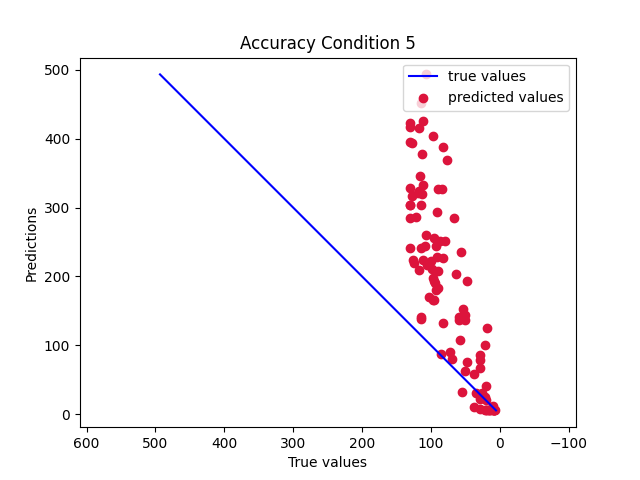 Accuracy Condition 5
true values
predicted values
500
400
300
200
100
0
Predictions
600 500 400 300 200 100 0 −100
True values